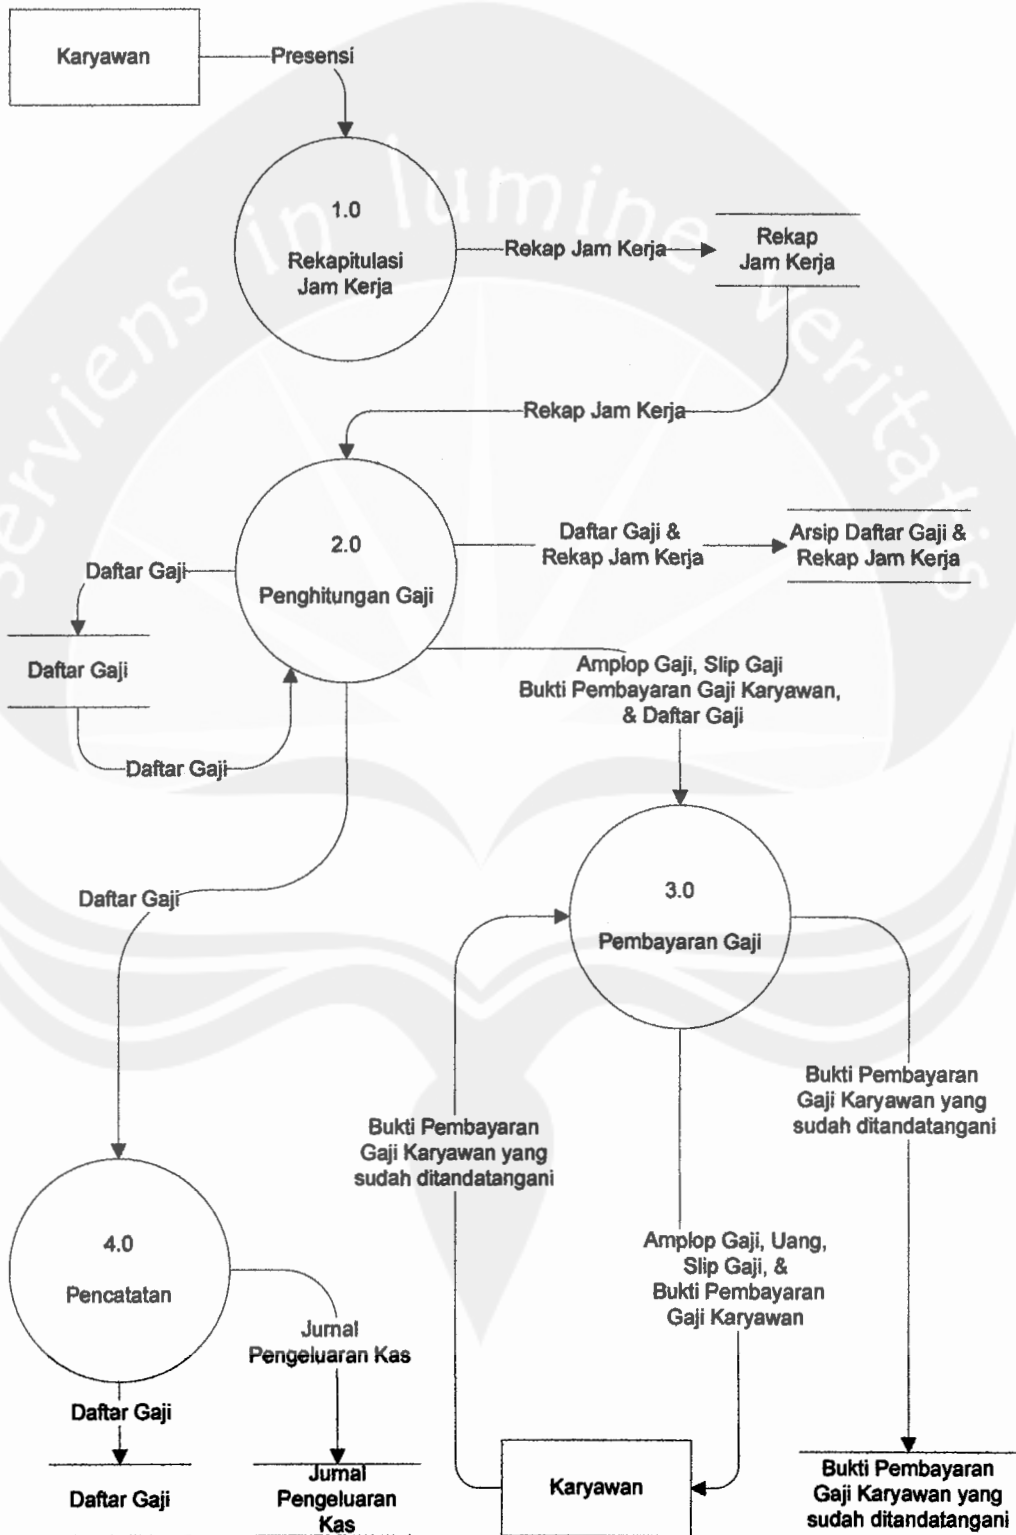 Karyawan
Presensi
1.0
Rekapitulasi
Jam Kerja
Rekap Jam Kerja
Rekap
Jam Kerja
Rekap Jam Kerja
2.0
Penghitungan Gaji
Daftar Gaji &
Rekap Jam Kerja
Arsip Daftar Gaji &
Rekap Jam Kerja
Daftar Gaji
Daftar Gaji
Daftar Gaji
Amplop Gaji, Slip Gaji
Bukti Pembayaran Gaji Karyawan,
& Daftar Gaji
Daftar Gaji
3.0
Pembayaran Gaji
Bukti Pembayaran
Gaji Karyawan yang
sudah ditandatangani
Bukti Pembayaran
Gaji Karyawan yang
sudah ditandatangani
Amplop Gaji, Uang,
Slip Gaji, &
Bukti Pembayaran
Gaji Karyawan
4.0
Pencatatan
Jurnal
Pengeluaran Kas
Daftar Gaji
Daftar Gaji
Jurnal
Pengeluaran
Kas
Karyawan
Bukti Pembayaran
Gaji Karyawan yang
sudah ditandatangani
serviens in lumine veritatis